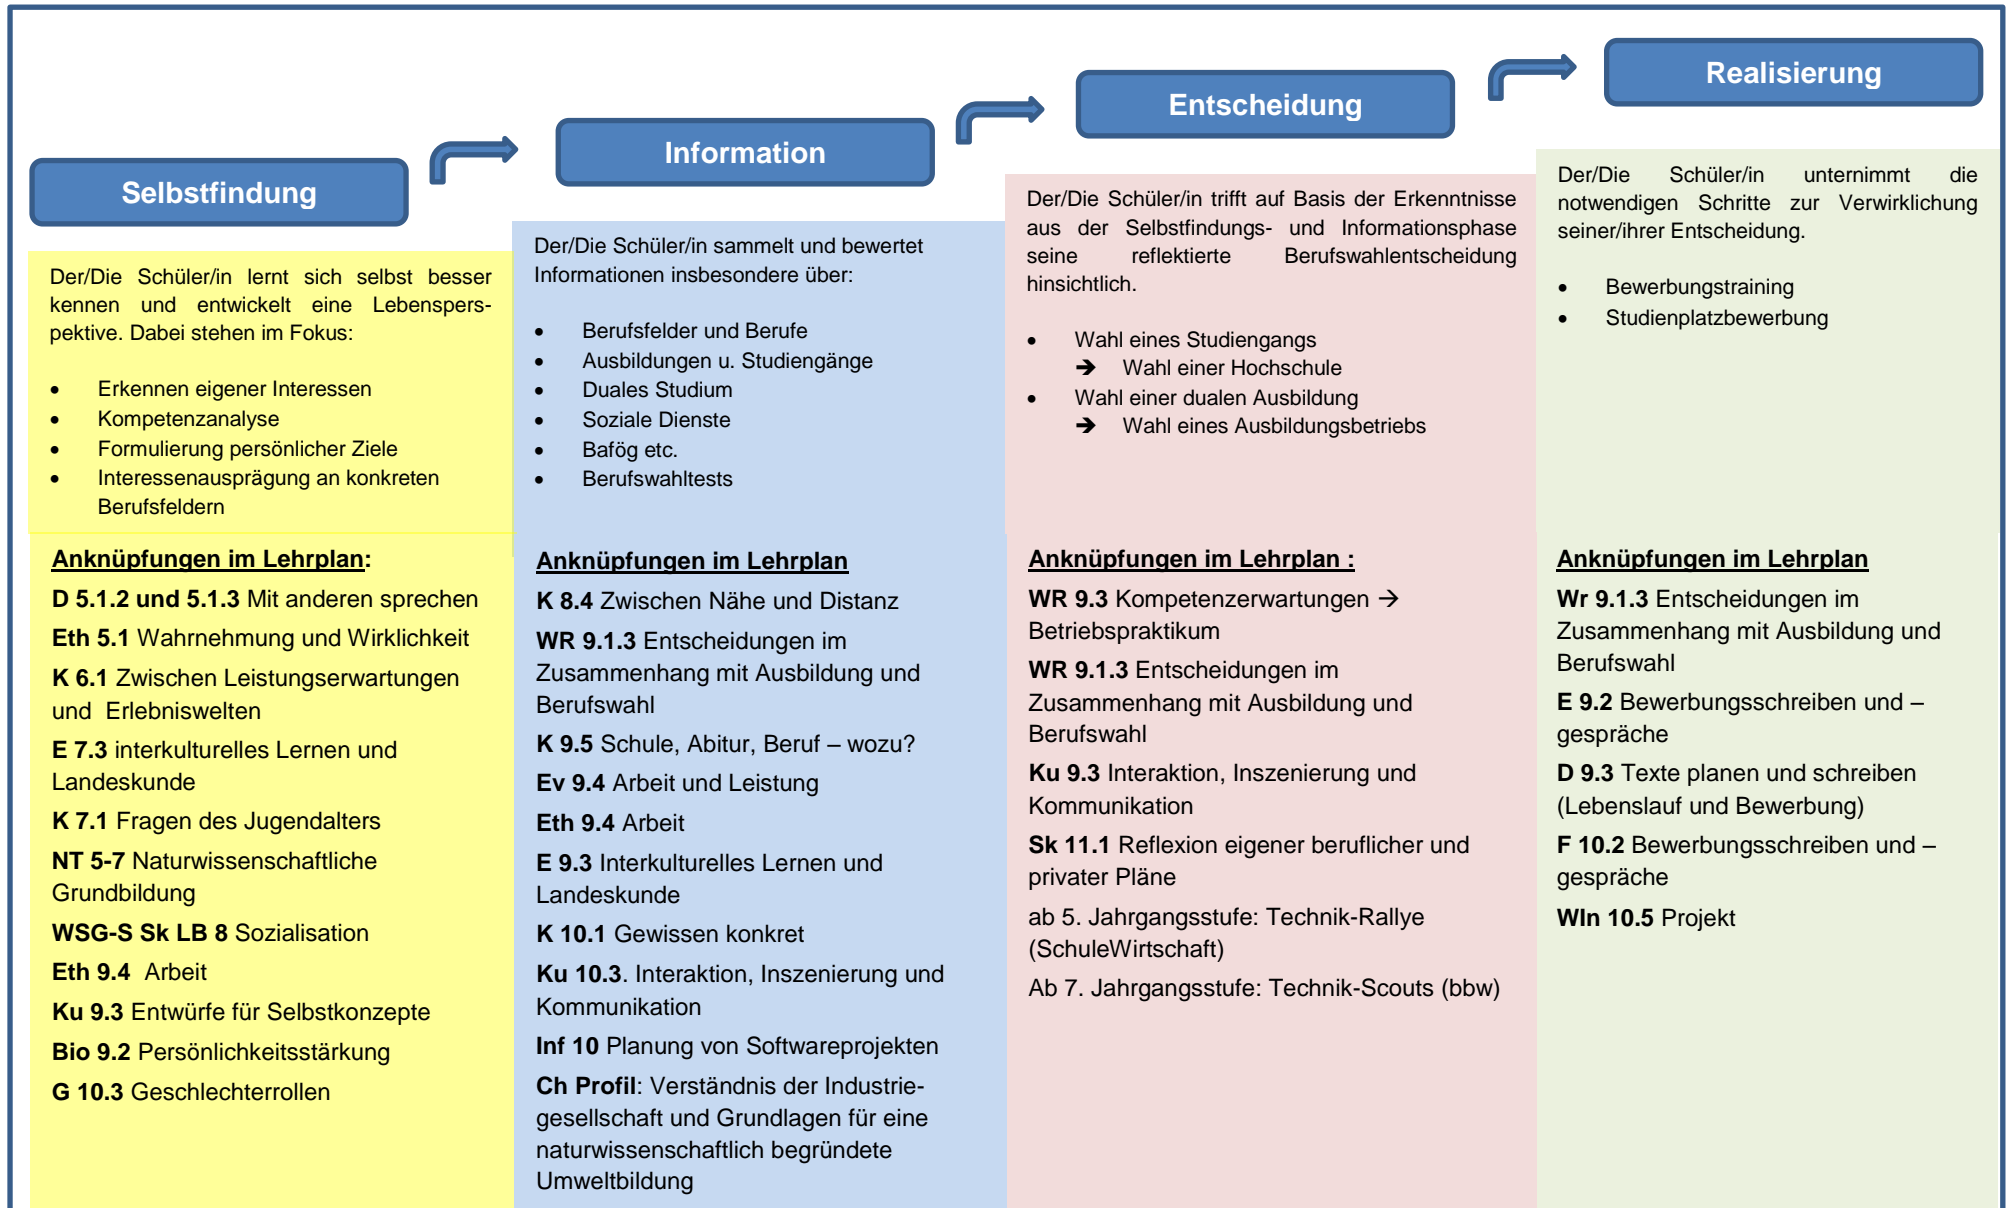 Selbstfindung
Der/Die Schüler/in lernt sich selbst besser
kennen und entwickelt eine Lebenspers-
pektive. Dabei stehen im Fokus:
• Erkennen eigener Interessen
• Kompetenzanalyse
• Formulierung persönlicher Ziele
• Interessenausprägung an konkreten
Berufsfeldern
Anknüpfungen im Lehrplan:
D 5.1.2 und 5.1.3 Mit anderen sprechen
Eth 5.1 Wahrnehmung und Wirklichkeit
K 6.1 Zwischen Leistungserwartungen
und Erlebniswelten
E 7.3 interkulturelles Lernen und
Landeskunde
K 7.1 Fragen des Jugendalters
NT 5-7 Naturwissenschaftliche
Grundbildung
WSG-S Sk LB 8 Sozialisation
Eth 9.4 Arbeit
Ku 9.3 Entwürfe für Selbstkonzepte
Bio 9.2 Persönlichkeitsstärkung
G 10.3 Geschlechterrollen
Information
Der/Die Schüler/in sammelt und bewertet
Informationen insbesondere über:
• Berufsfelder und Berufe
• Ausbildungen u. Studiengänge
• Duales Studium
• Soziale Dienste
• Bafög etc.
• Berufswahltests
Anknüpfungen im Lehrplan
K 8.4 Zwischen Nähe und Distanz
WR 9.1.3 Entscheidungen im
Zusammenhang mit Ausbildung und
Berufswahl
K 9.5 Schule, Abitur, Beruf – wozu?
Ev 9.4 Arbeit und Leistung
Eth 9.4 Arbeit
E 9.3 Interkulturelles Lernen und
Landeskunde
K 10.1 Gewissen konkret
Ku 10.3. Interaktion, Inszenierung und
Kommunikation
Inf 10 Planung von Softwareprojekten
Ch Profil: Verständnis der Industrie-
gesellschaft und Grundlagen für eine
naturwissenschaftlich begründete
Umweltbildung
Entscheidung
Der/Die Schüler/in trifft auf Basis der Erkenntnisse
aus der Selbstfindungs- und Informationsphase
seine reflektierte Berufswahlentscheidung
hinsichtlich.
• Wahl eines Studiengangs
➔ Wahl einer Hochschule
• Wahl einer dualen Ausbildung
➔ Wahl eines Ausbildungsbetriebs
Anknüpfungen im Lehrplan :
WR 9.3 Kompetenzerwartungen →
Betriebspraktikum
WR 9.1.3 Entscheidungen im
Zusammenhang mit Ausbildung und
Berufswahl
Ku 9.3 Interaktion, Inszenierung und
Kommunikation
Sk 11.1 Reflexion eigener beruflicher und
privater Pläne
ab 5. Jahrgangsstufe: Technik-Rallye
(SchuleWirtschaft)
Ab 7. Jahrgangsstufe: Technik-Scouts (bbw)
Realisierung
Der/Die Schüler/in unternimmt die
notwendigen Schritte zur Verwirklichung
seiner/ihrer Entscheidung.
• Bewerbungstraining
• Studienplatzbewerbung
Anknüpfungen im Lehrplan
Wr 9.1.3 Entscheidungen im
Zusammenhang mit Ausbildung und
Berufswahl
E 9.2 Bewerbungsschreiben und –
gespräche
D 9.3 Texte planen und schreiben
(Lebenslauf und Bewerbung)
F 10.2 Bewerbungsschreiben und –
gespräche
WIn 10.5 Projekt